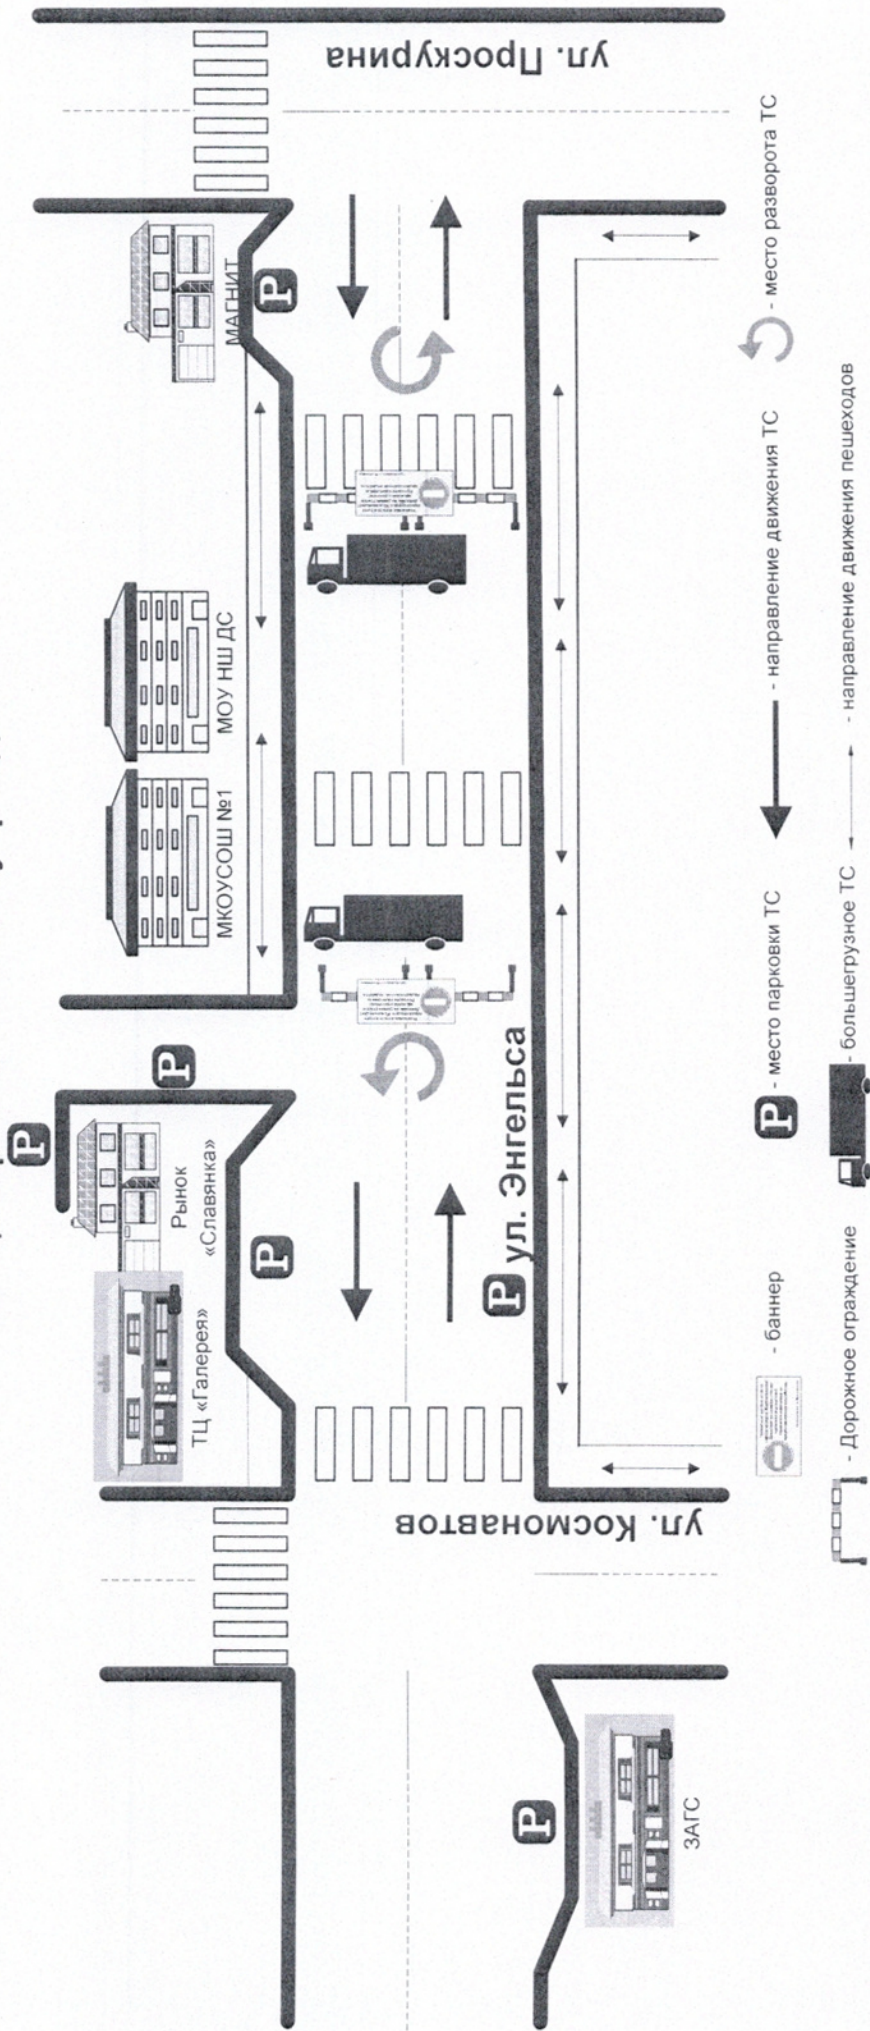 ул. Проскурина
МАГНИТ
P
МОУ НШ ДС
МКОУСОШ №1
P
P
Рынок
«Славянка»
P
ТЦ «Галерея»
ул. Энгельса
P
ул. Космонавтов
P
ЗАГС
- баннер
P - место парковки ТС
- направление движения ТС
- место разворота ТС
- Дорожное ограждение
- большегрузное ТС
- направление движения пешеходов